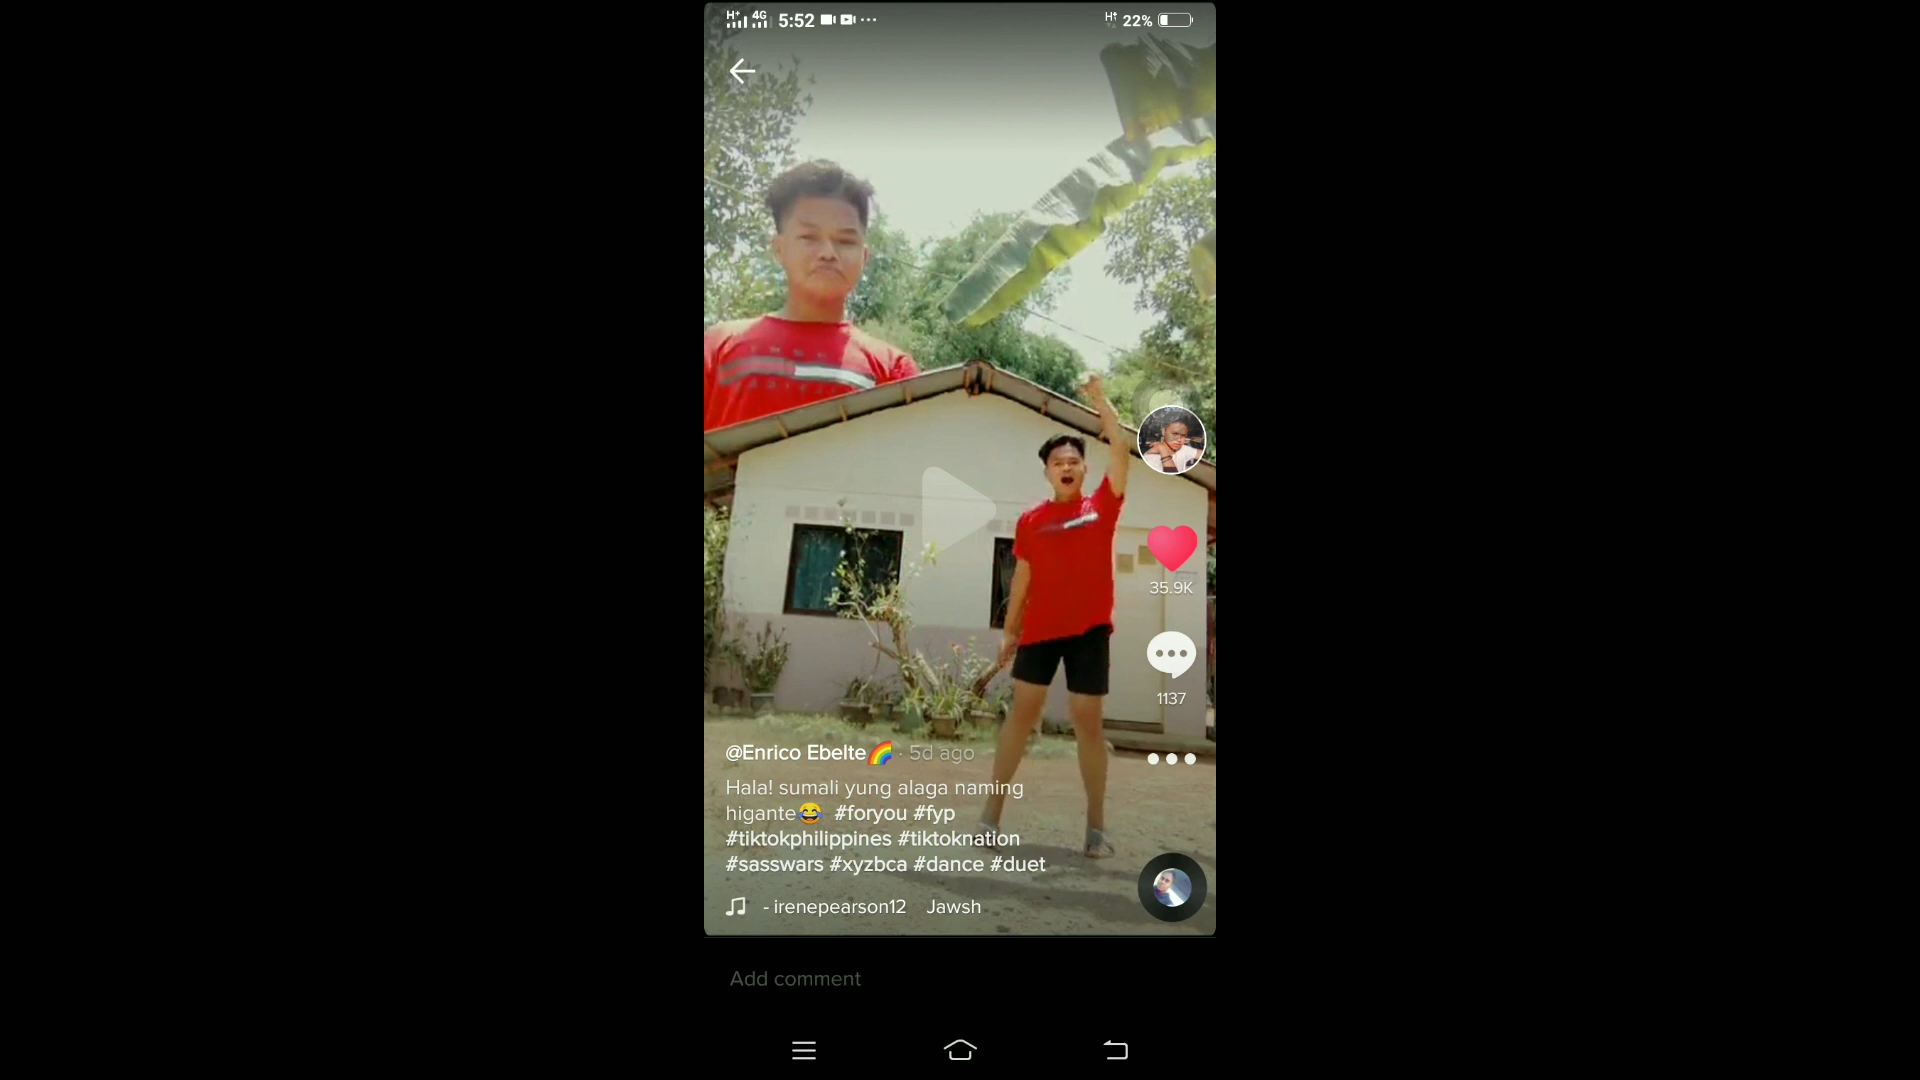 H+ 4G 5:52 ... H+ 22%
@Enrico Ebelte🌈 · 5d ago
Hala! sumali yung alaga naming
higante😂 #foryou #fyp
#tiktokphilippines #tiktoknation
#sasswars #xyzbca #dance #duet
- irenepearson12 Jawsh
35.9K
1137
Add comment